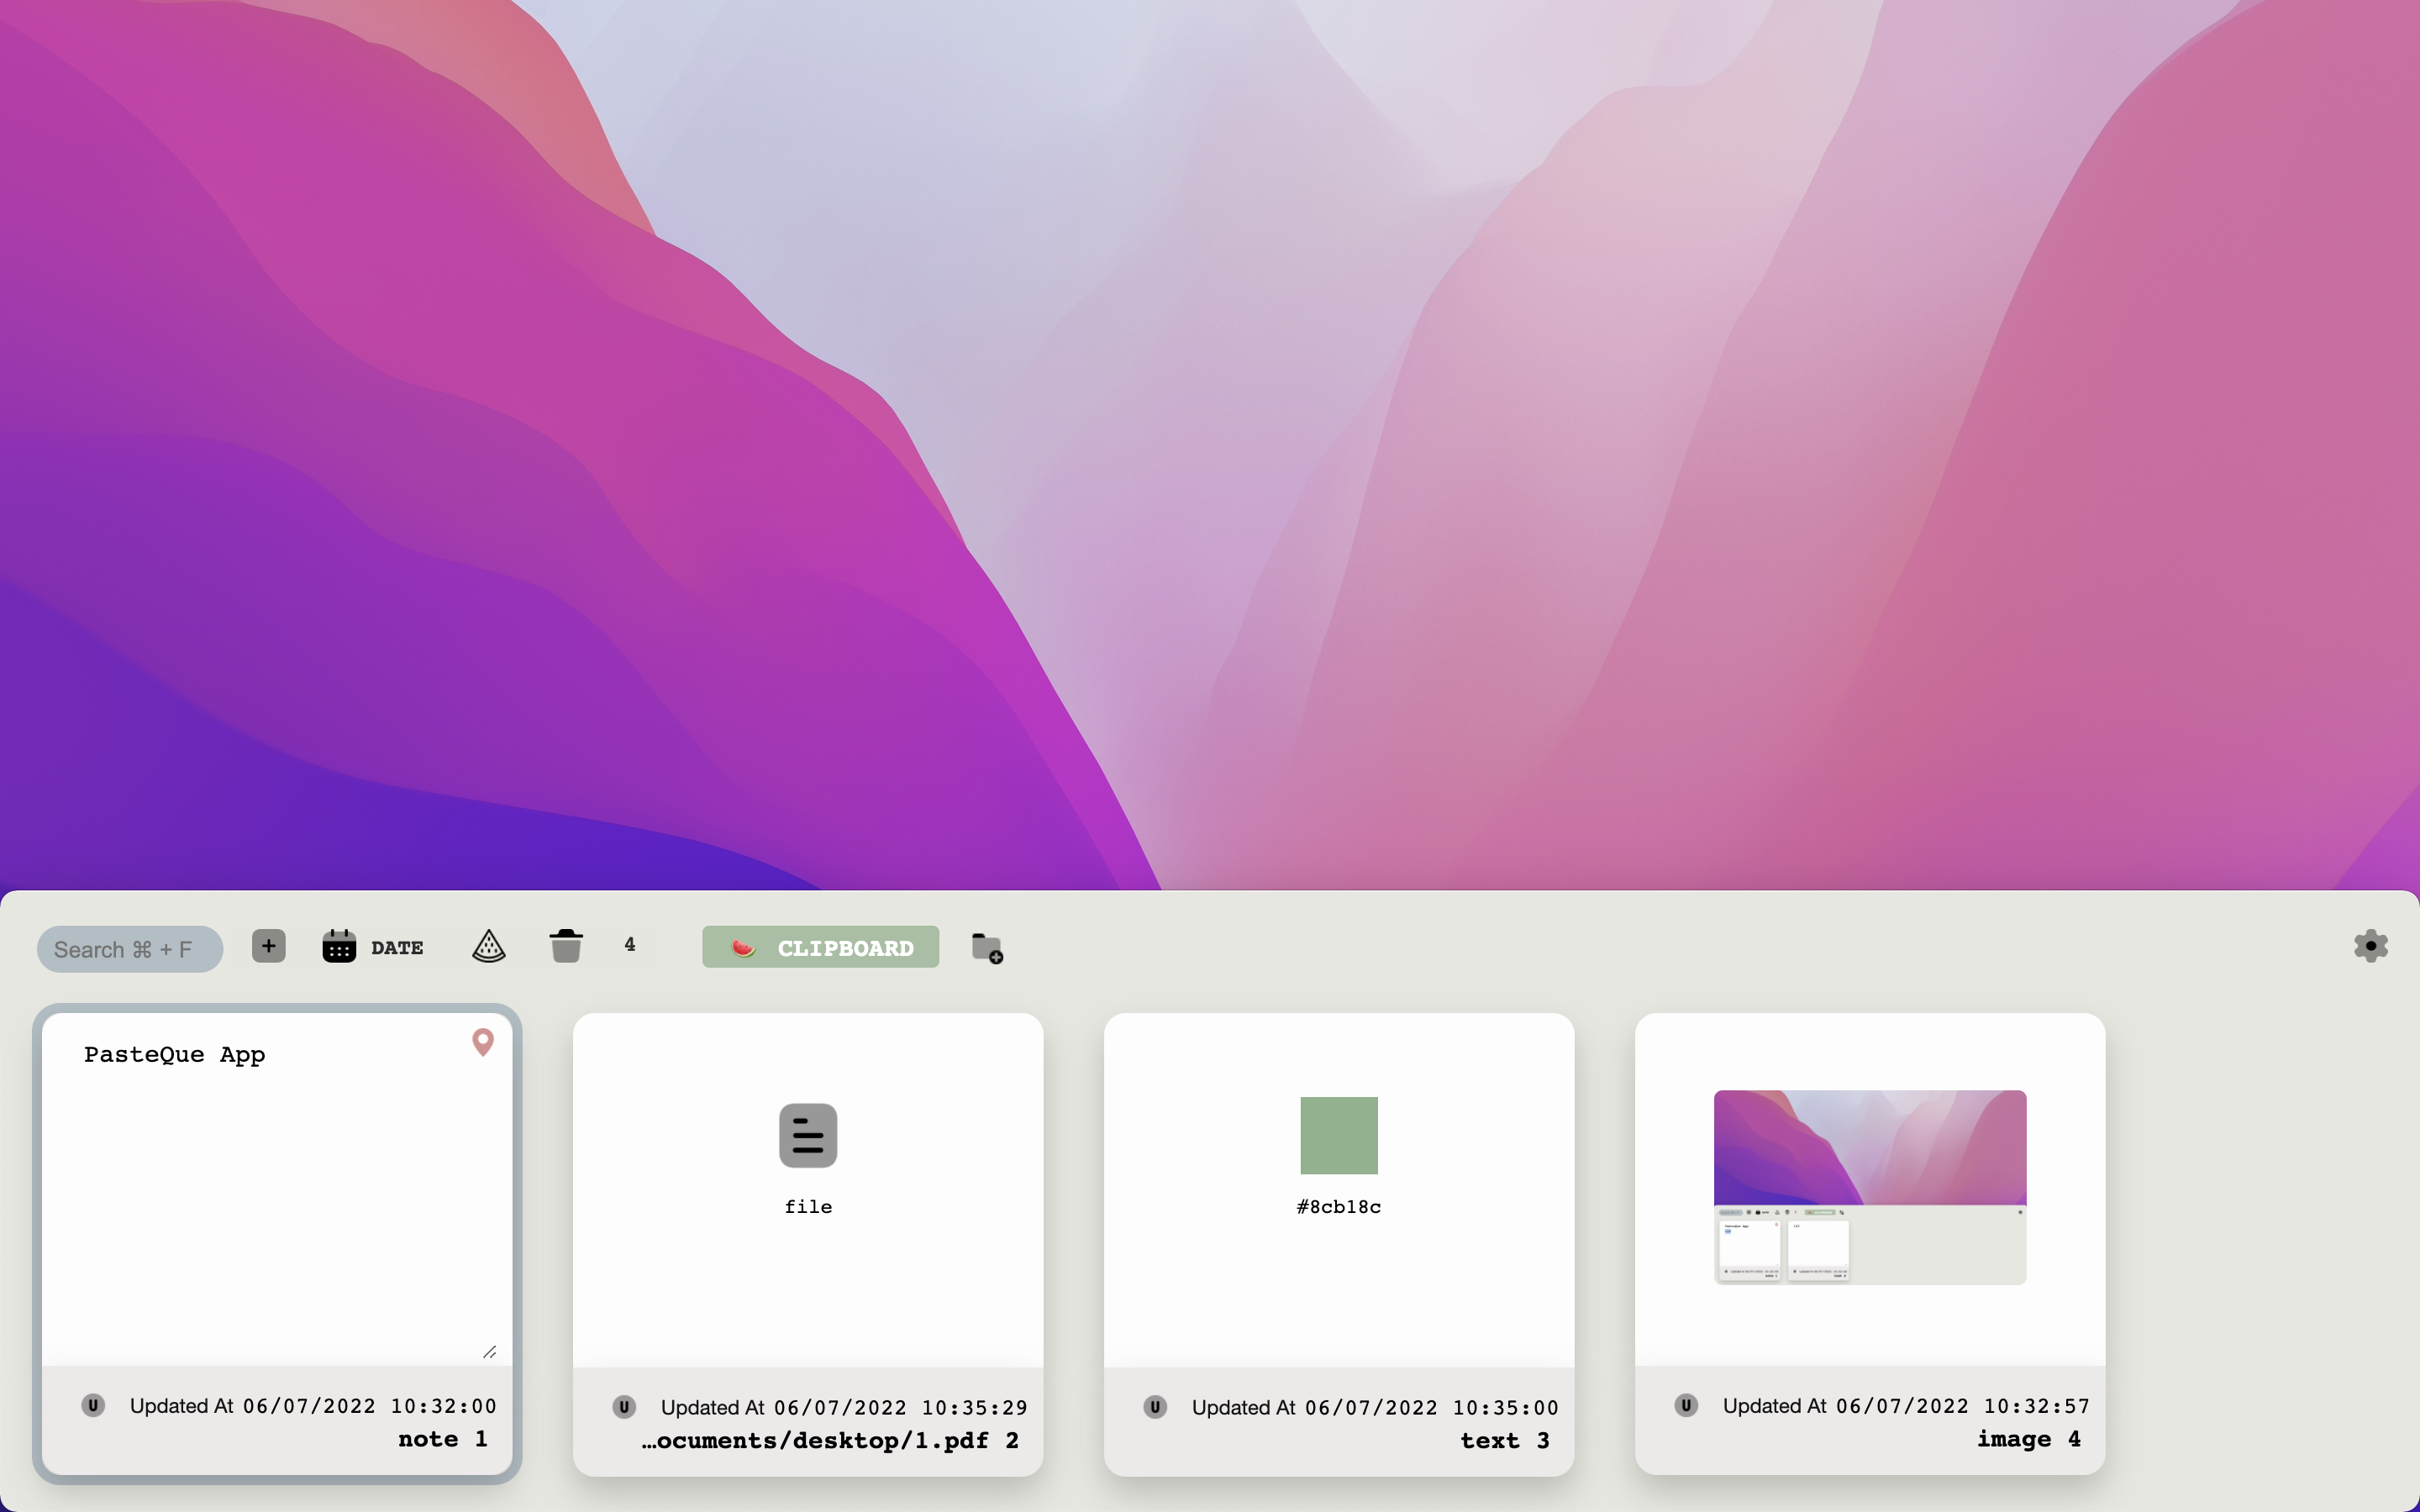 Search ⌘ + F
DATE
4
CLIPBOARD
PasteQue App
U Updated At 06/07/2022 10:32:00
note 1
file
U Updated At 06/07/2022 10:35:29
…ocuments/desktop/1.pdf 2
#8cb18c
U Updated At 06/07/2022 10:35:00
text 3
U Updated At 06/07/2022 10:32:57
image 4